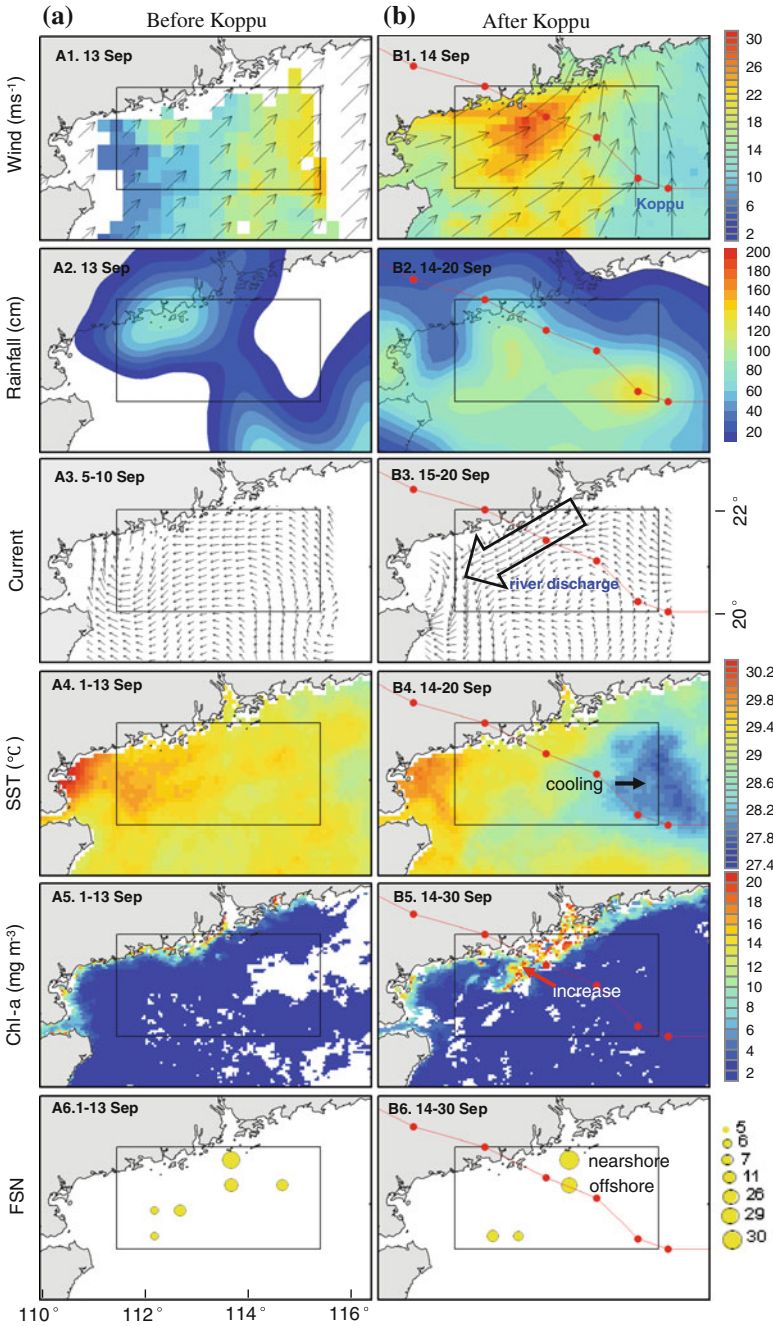 (a) Before Koppu
(b) After Koppu
Wind (ms-1)
A1. 13 Sep
B1. 14 Sep
Koppu
30
26
22
18
14
10
6
2
Rainfall (cm)
A2. 13 Sep
B2. 14-20 Sep
200
180
160
140
120
100
80
60
40
20
Current
A3. 5-10 Sep
B3. 15-20 Sep
river discharge
22°
20°
SST (℃)
A4. 1-13 Sep
B4. 14-20 Sep
cooling
30.2
29.8
29.4
29
28.6
28.2
27.8
27.4
Chl-a (mg m-3)
A5. 1-13 Sep
B5. 14-30 Sep
increase
20
18
16
14
12
10
8
6
4
2
FSN
A6.1-13 Sep
B6. 14-30 Sep
nearshore
offshore
5
6
7
11
26
29
30
110° 112° 114° 116°